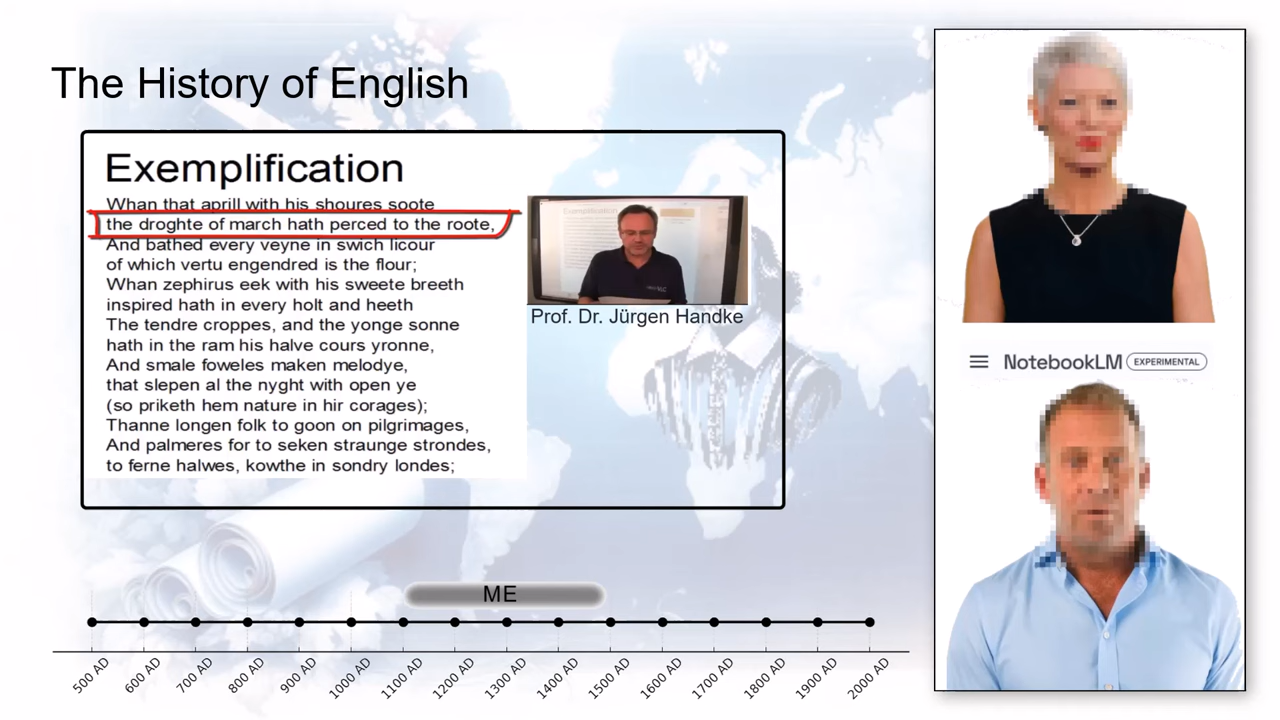 The History of English
Exemplification
Whan that aprill with his shoures soote
the droghte of march hath perced to the roote,
And bathed every veyne in swich licour
of which vertu engendred is the flour;
Whan zephirus eek with his sweete breeth
inspired hath in every holt and heeth
The tendre croppes, and the yonge sonne
hath in the ram his halve cours yronne,
And smale foweles maken melodye,
that slepen al the nyght with open ye
(so priketh hem nature in hir corages);
Thanne longen folk to goon on pilgrimages,
And palmeres for to seken straunge strondes,
to ferne halwes, kowthe in sondry londes;
Prof. Dr. Jürgen Handke
NotebookLM EXPERIMENTAL
ME
500 AD
600 AD
700 AD
800 AD
900 AD
1000 AD
1100 AD
1200 AD
1300 AD
1400 AD
1500 AD
1600 AD
1700 AD
1800 AD
1900 AD
2000 AD